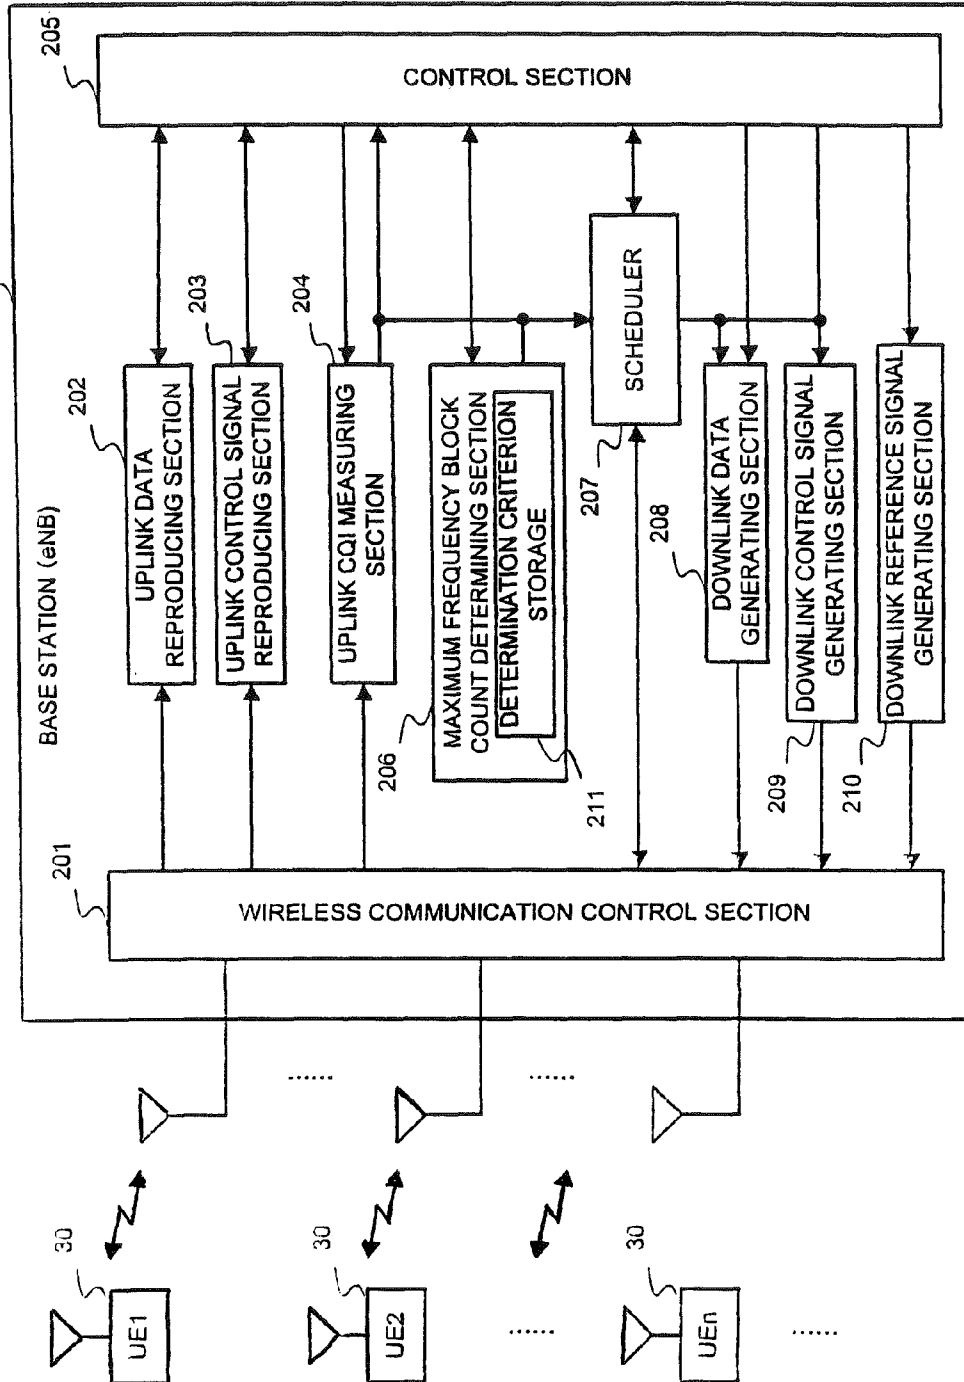 BASE STATION (eNB)
205
CONTROL SECTION
202
UPLINK DATA
REPRODUCING SECTION
203
UPLINK CONTROL SIGNAL
REPRODUCING SECTION
204
UPLINK CQI MEASURING
SECTION
206
MAXIMUM FREQUENCY BLOCK
COUNT DETERMINING SECTION
DETERMINATION CRITERION
STORAGE
211
207
SCHEDULER
208
DOWNLINK DATA
GENERATING SECTION
209
DOWNLINK CONTROL SIGNAL
GENERATING SECTION
210
DOWNLINK REFERENCE SIGNAL
GENERATING SECTION
201
WIRELESS COMMUNICATION CONTROL SECTION
......
......
30
UE1
30
UE2
......
30
UEn
......